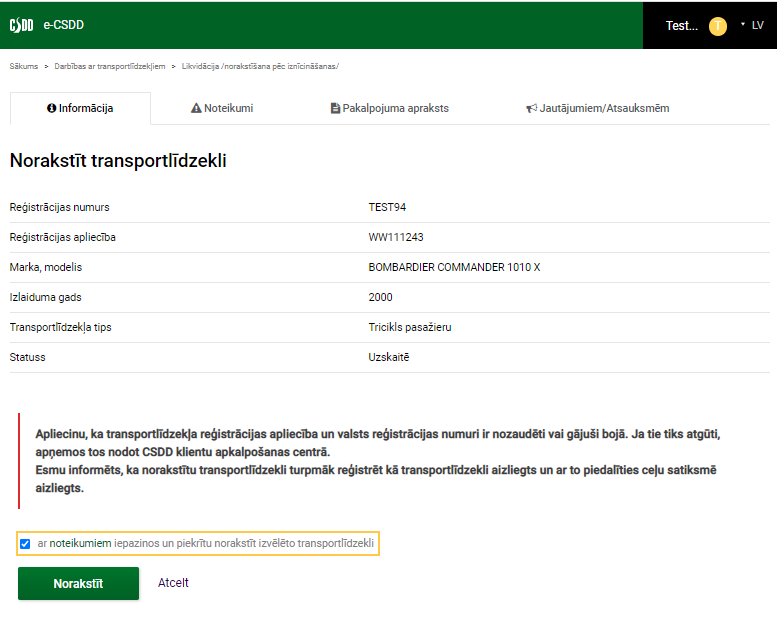 CSDD e-CSDD Test... T LV
Sākums > Darbības ar transportlīdzekļiem > Likvidācija /norakstīšana pēc iznīcināšanas/
Informācija Noteikumi Pakalpojuma apraksts Jautājumiem/Atsauksmēm
Norakstīt transportlīdzekli
Reģistrācijas numurs TEST94
Reģistrācijas apliecība WW111243
Marka, modelis BOMBARDIER COMMANDER 1010 X
Izlaiduma gads 2000
Transportlīdzekļa tips Tricikls pasažieru
Statuss Uzskaitē
Apliecinu, ka transportlīdzekļa reģistrācijas apliecība un valsts reģistrācijas numuri ir nozaudēti vai gājuši bojā. Ja tie tiks atgūti,
apņemos tos nodot CSDD klientu apkalpošanas centrā.
Esmu informēts, ka norakstītu transportlīdzekli turpmāk reģistrēt kā transportlīdzekli aizliegts un ar to piedalīties ceļu satiksmē
aizliegts.
ar noteikumiem iepazinos un piekrītu norakstīt izvēlēto transportlīdzekli
Norakstīt Atcelt